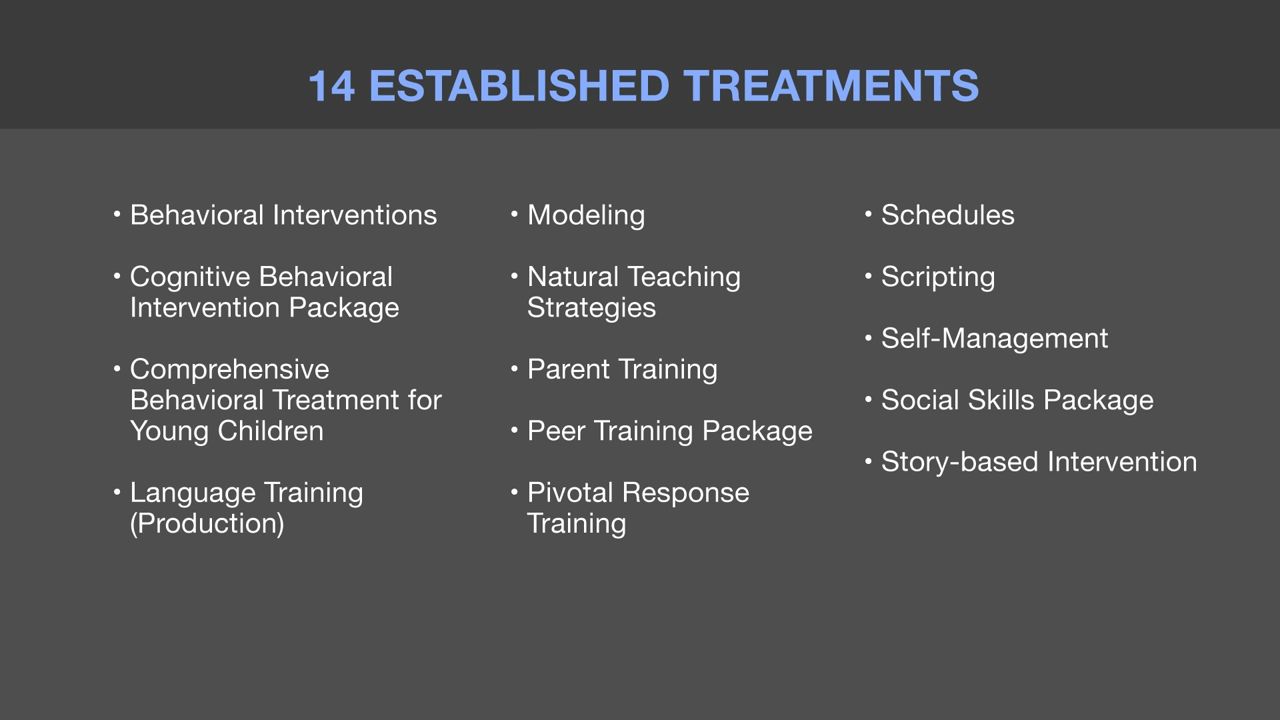 14 ESTABLISHED TREATMENTS
• Behavioral Interventions
• Cognitive Behavioral
Intervention Package
• Comprehensive
Behavioral Treatment for
Young Children
• Language Training
(Production)
• Modeling
• Natural Teaching
Strategies
• Parent Training
• Peer Training Package
• Pivotal Response
Training
• Schedules
• Scripting
• Self-Management
• Social Skills Package
• Story-based Intervention